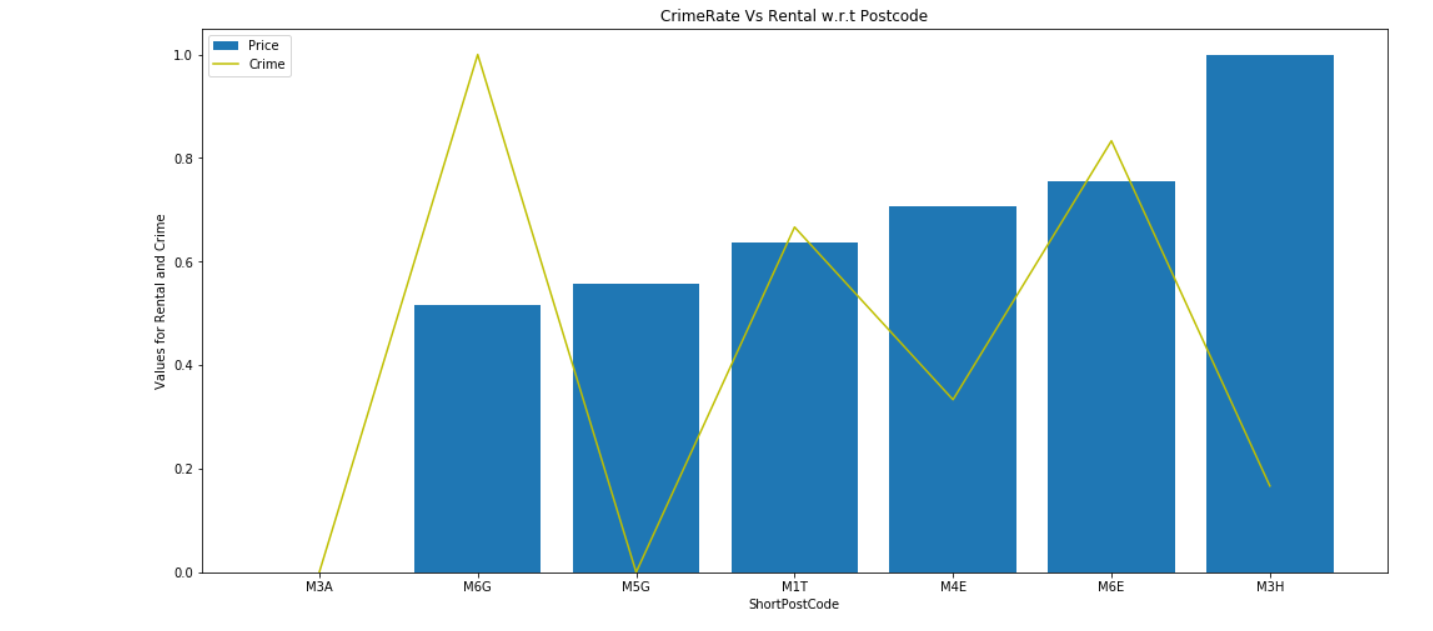 CrimeRate Vs Rental w.r.t Postcode
Price
Crime
1.0
0.8
0.6
0.4
0.2
0.0
Values for Rental and Crime
M3A M6G M5G M1T M4E M6E M3H
ShortPostCode